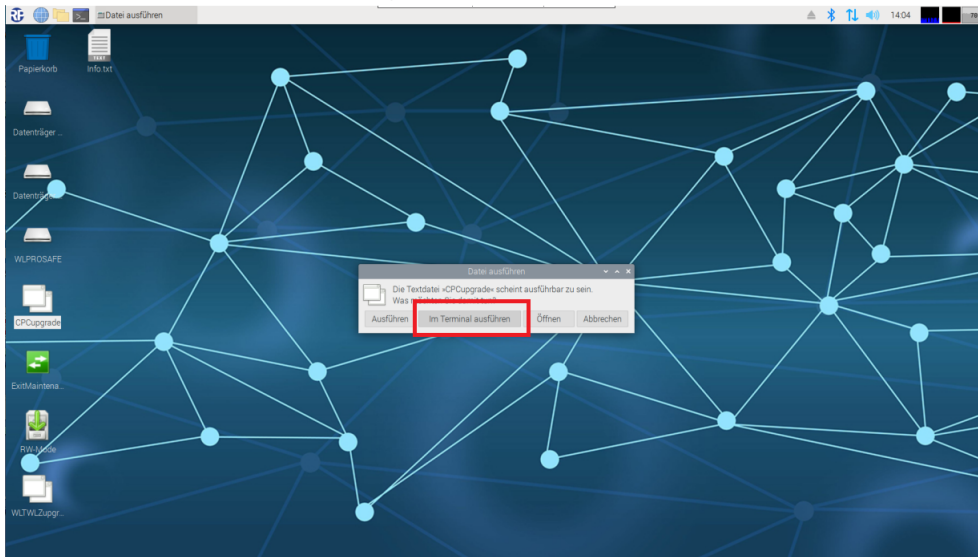 Datei ausführen
14:04
Papierkorb
Info.txt
Datenträger ...
WLPROSAFE
CPCupgrade
ExitMaintena...
RW-Mode
WLTWLZupgr...
Datei ausführen
Die Textdatei »CPCupgrade« scheint ausführbar zu sein.
Was
Ausführen
Im Terminal ausführen
Öffnen
Abbrechen